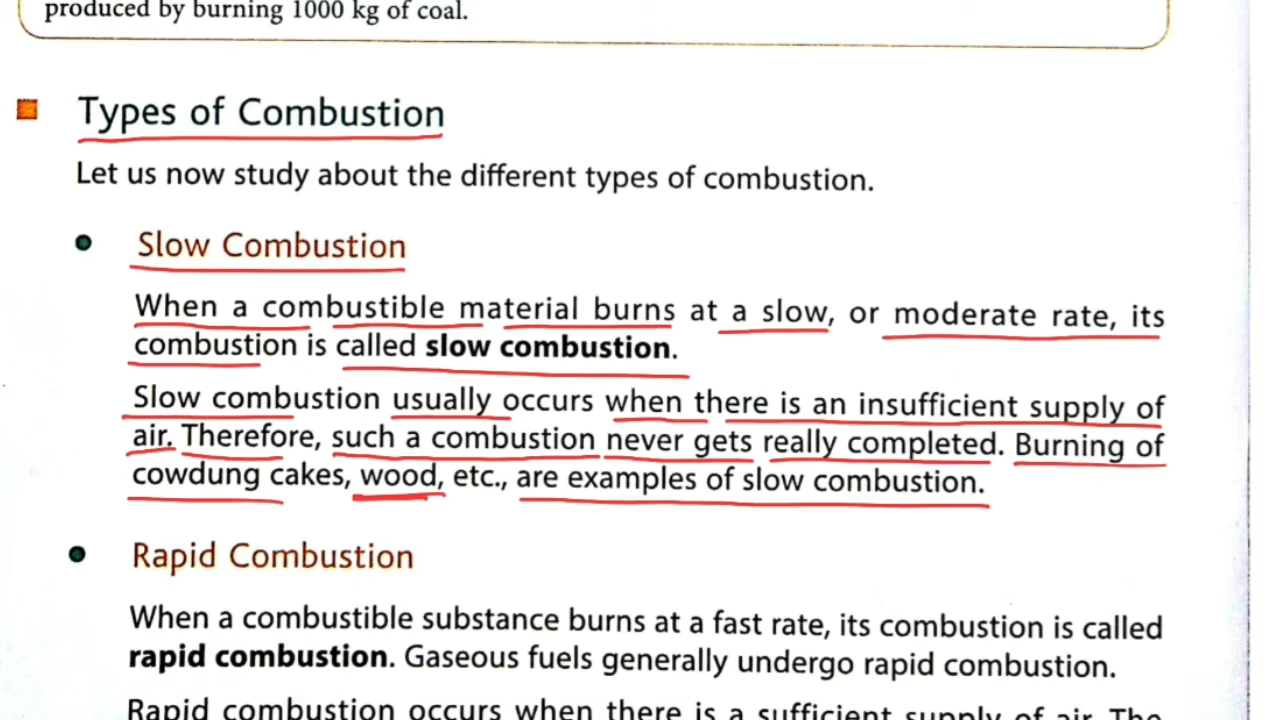 produced by burning 1000 kg of coal.
Types of Combustion
Let us now study about the different types of combustion.
Slow Combustion
When a combustible material burns at a slow, or moderate rate, its
combustion is called slow combustion.
Slow combustion usually occurs when there is an insufficient supply of
air. Therefore, such a combustion never gets really completed. Burning of
cowdung cakes, wood, etc., are examples of slow combustion.
Rapid Combustion
When a combustible substance burns at a fast rate, its combustion is called
rapid combustion. Gaseous fuels generally undergo rapid combustion.
Rapid combustion occurs when there is a sufficient supply of air. The